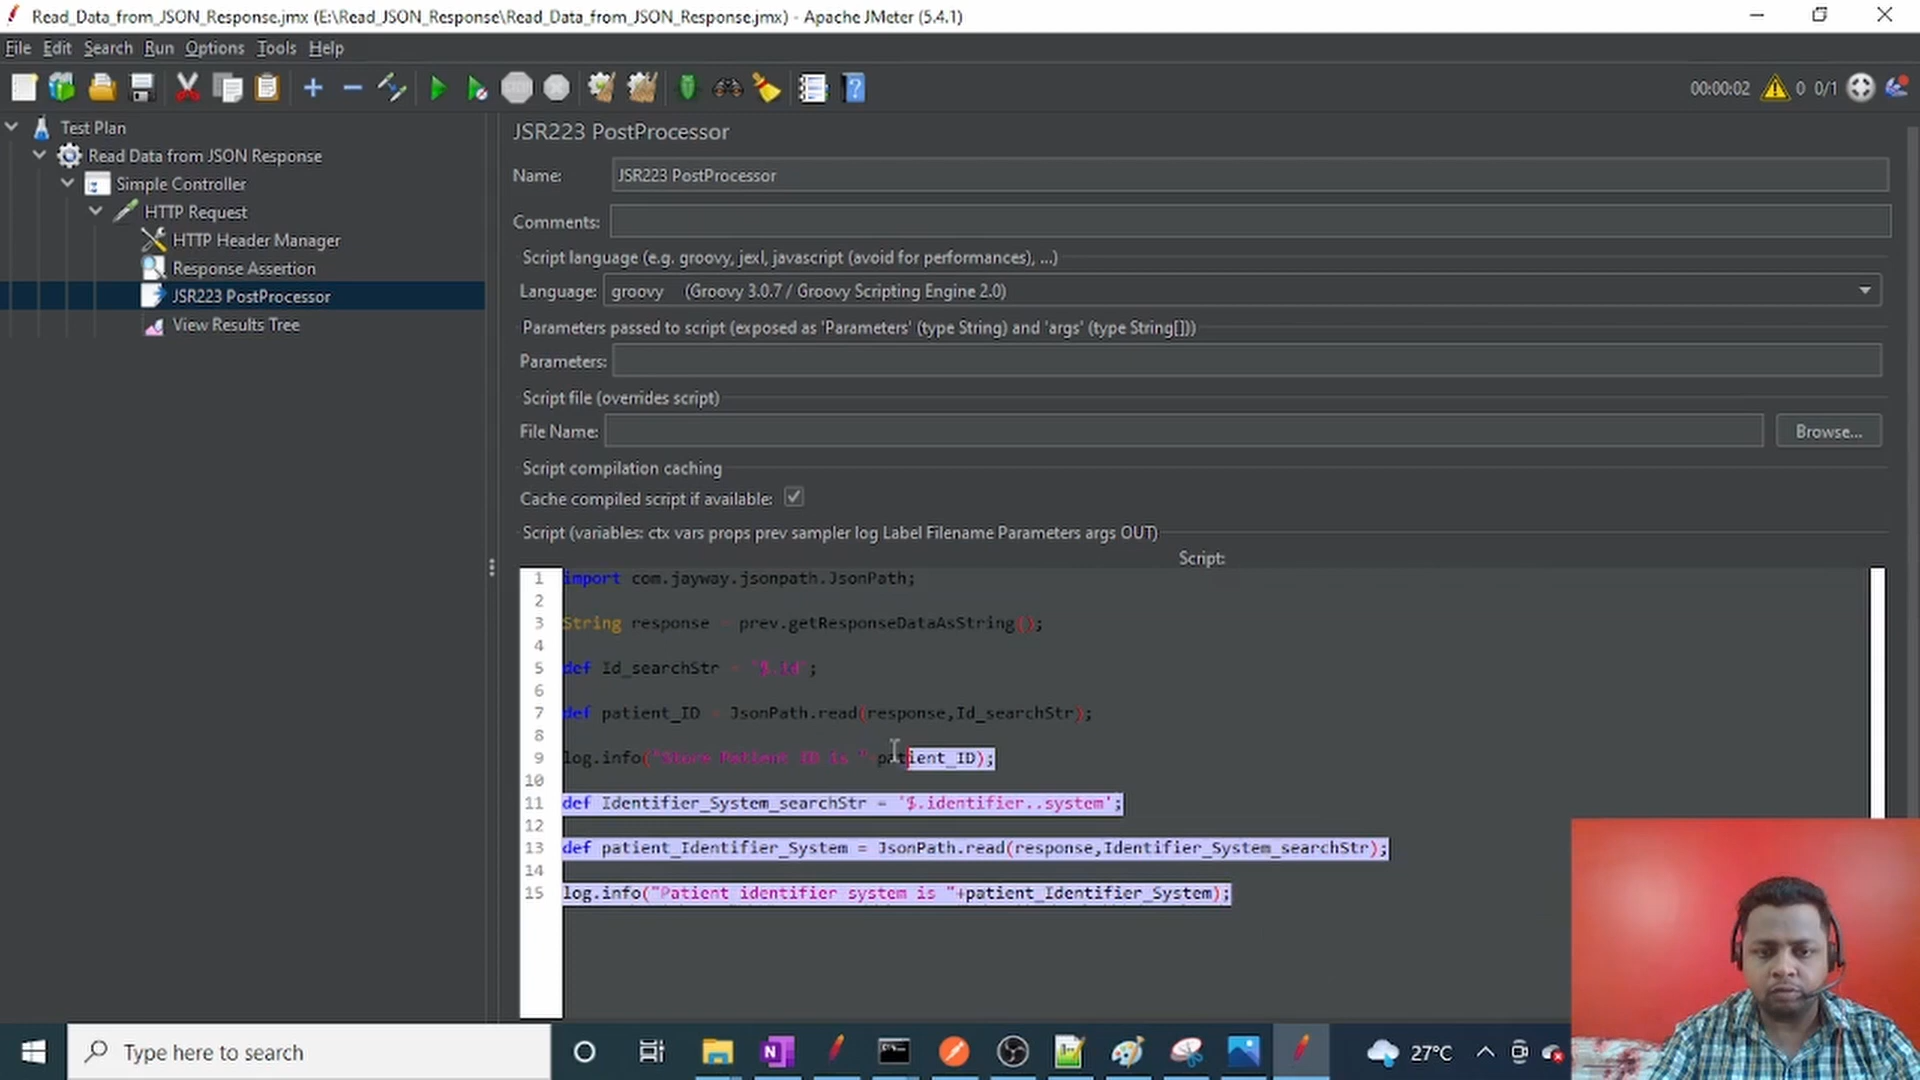 Read_Data_from_JSON_Response.jmx (E:\Read_JSON_Response\Read_Data_from_JSON_Response.jmx) - Apache JMeter (5.4.1)
File Edit Search Run Options Tools Help
00:00:02 0 0/1
Test Plan
Read Data from JSON Response
Simple Controller
HTTP Request
HTTP Header Manager
Response Assertion
JSR223 PostProcessor
View Results Tree
JSR223 PostProcessor
Name: JSR223 PostProcessor
Comments:
Script language (e.g. groovy, jexl, javascript (avoid for performances), ...)
Language: groovy (Groovy 3.0.7 / Groovy Scripting Engine 2.0)
Parameters passed to script (exposed as 'Parameters' (type String) and 'args' (type String[]))
Parameters:
Script file (overrides script)
File Name: Browse...
Script compilation caching
Cache compiled script if available:
Script (variables: ctx vars props prev sampler log Label Filename Parameters args OUT)
Script:
1 import com.jayway.jsonpath.JsonPath;
2
3 String response = prev.getResponseDataAsString();
4
5 def Id_searchStr = '$.id';
6
7 def patient_ID = JsonPath.read(response,Id_searchStr);
8
9 log.info("Store Patient ID is "+patient_ID);
10
11 def Identifier_System_searchStr = '$.identifier..system';
12
13 def patient_Identifier_System = JsonPath.read(response,Identifier_System_searchStr);
14
15 log.info("Patient identifier system is "+patient_Identifier_System);
Type here to search
27°C